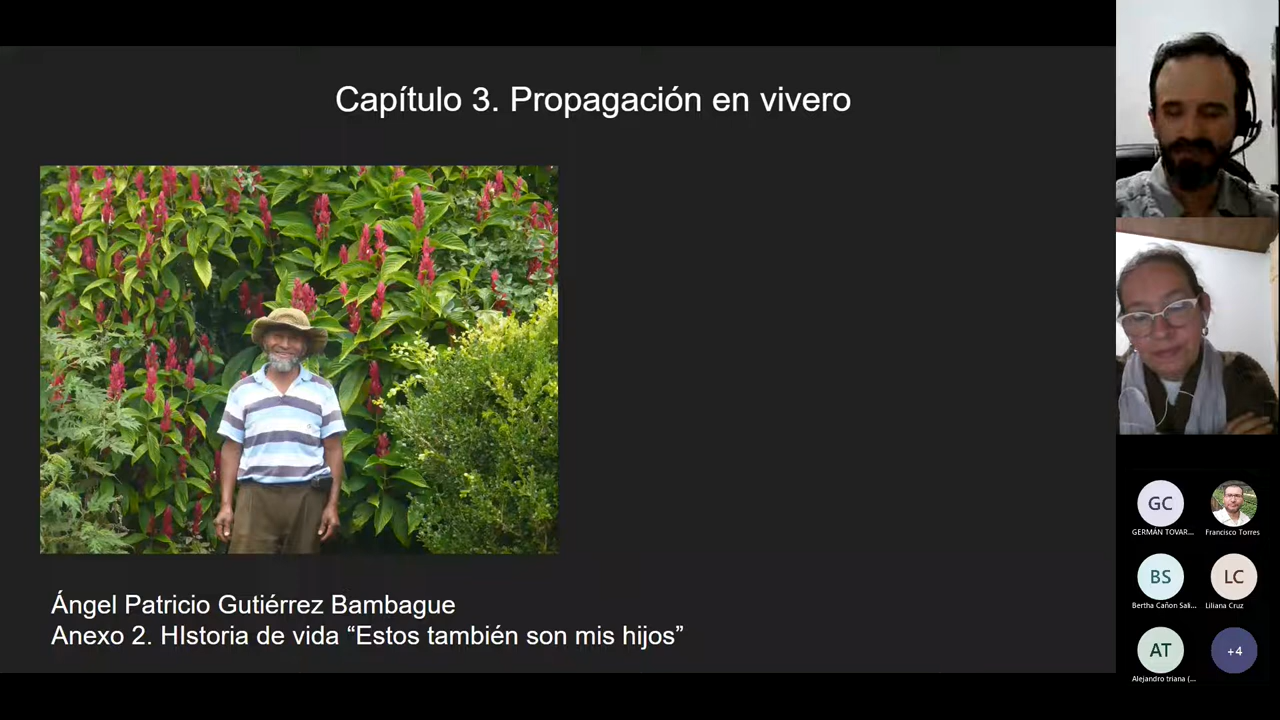 Capítulo 3. Propagación en vivero
Ángel Patricio Gutiérrez Bambague
Anexo 2. HIstoria de vida “Estos también son mis hijos”
GC
GERMÁN TOVAR...
Francisco Torres
BS
Bertha Cañon Sali...
LC
Liliana Cruz
AT
Alejandro triana (...
+4